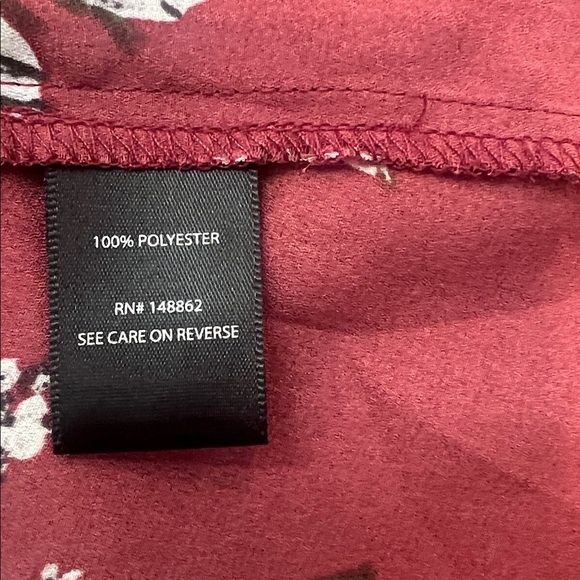 100% POLYESTER
RN# 148862
SEE CARE ON REVERSE